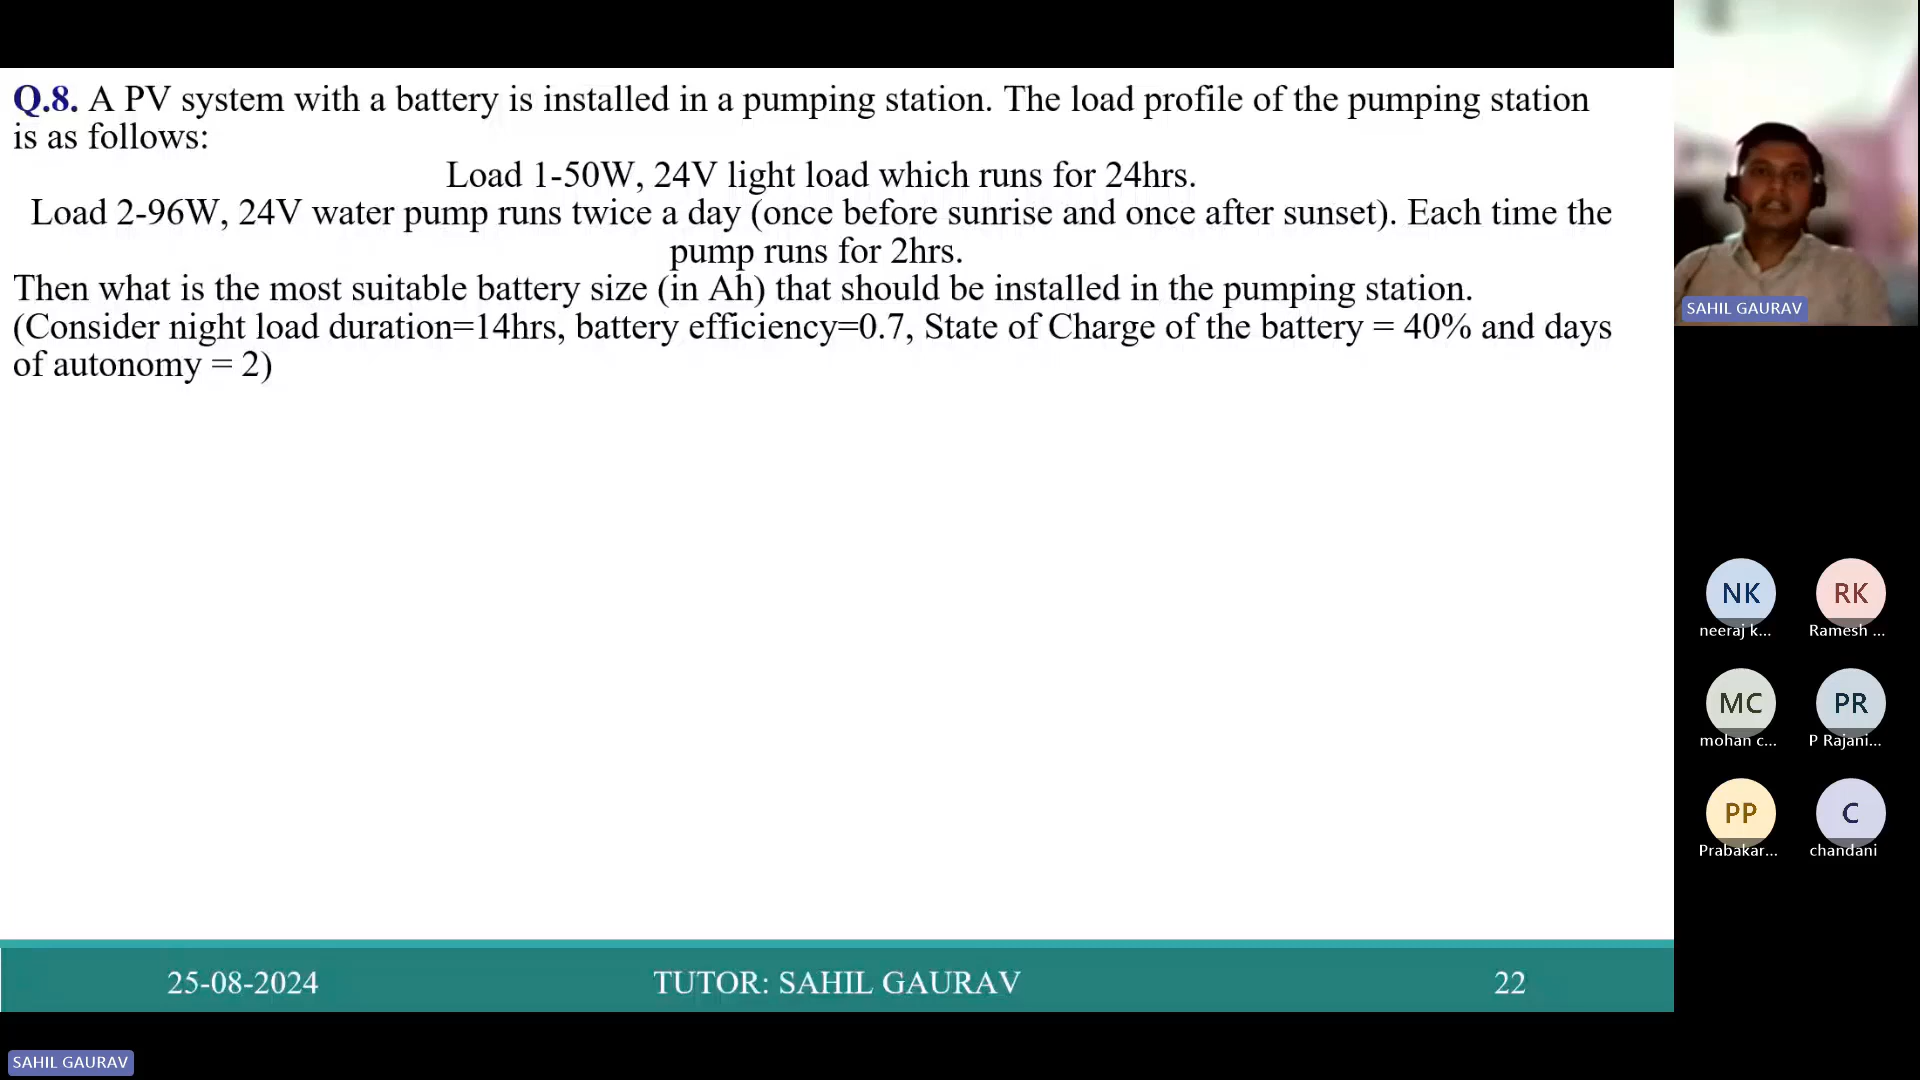 Q.8. A PV system with a battery is installed in a pumping station. The load profile of the pumping station
is as follows:
Load 1-50W, 24V light load which runs for 24hrs.
Load 2-96W, 24V water pump runs twice a day (once before sunrise and once after sunset). Each time the
pump runs for 2hrs.
Then what is the most suitable battery size (in Ah) that should be installed in the pumping station.
(Consider night load duration=14hrs, battery efficiency=0.7, State of Charge of the battery = 40% and days
of autonomy = 2)
25-08-2024
TUTOR: SAHIL GAURAV
22
SAHIL GAURAV
SAHIL GAURAV
NK
RK
neeraj k...
Ramesh ...
MC
PR
mohan c...
P Rajani...
PP
C
Prabakar...
chandani